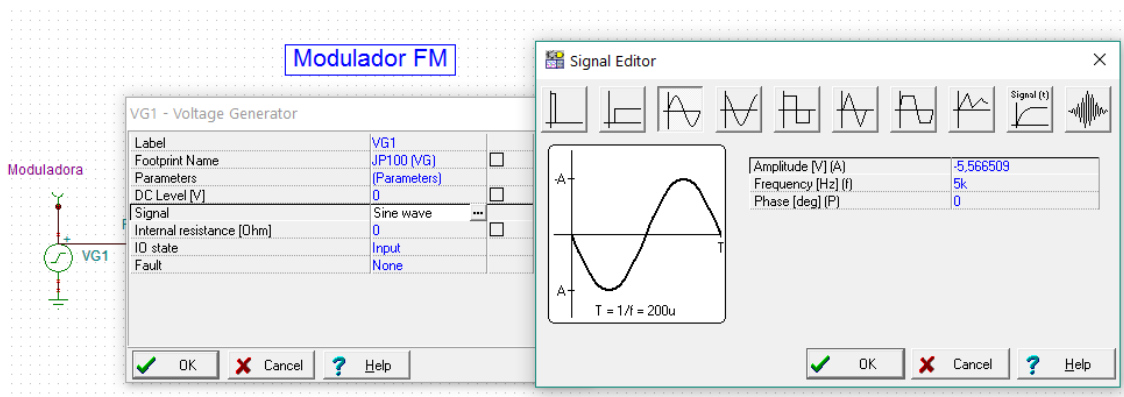 Modulador FM
Moduladora
+
VG1
VG1 - Voltage Generator
Label VG1
Footprint Name JP100 (VG)
Parameters (Parameters)
DC Level [V] 0
Signal Sine wave ...
Internal resistance [Ohm] 0
IO state Input
Fault None
OK Cancel ? Help
Signal Editor
Signal (t)
-A
A
T
T = 1/f = 200u
Amplitude [V] (A) -5,566509
Frequency [Hz] (f) 5k
Phase [deg] (P) 0
OK Cancel ? Help